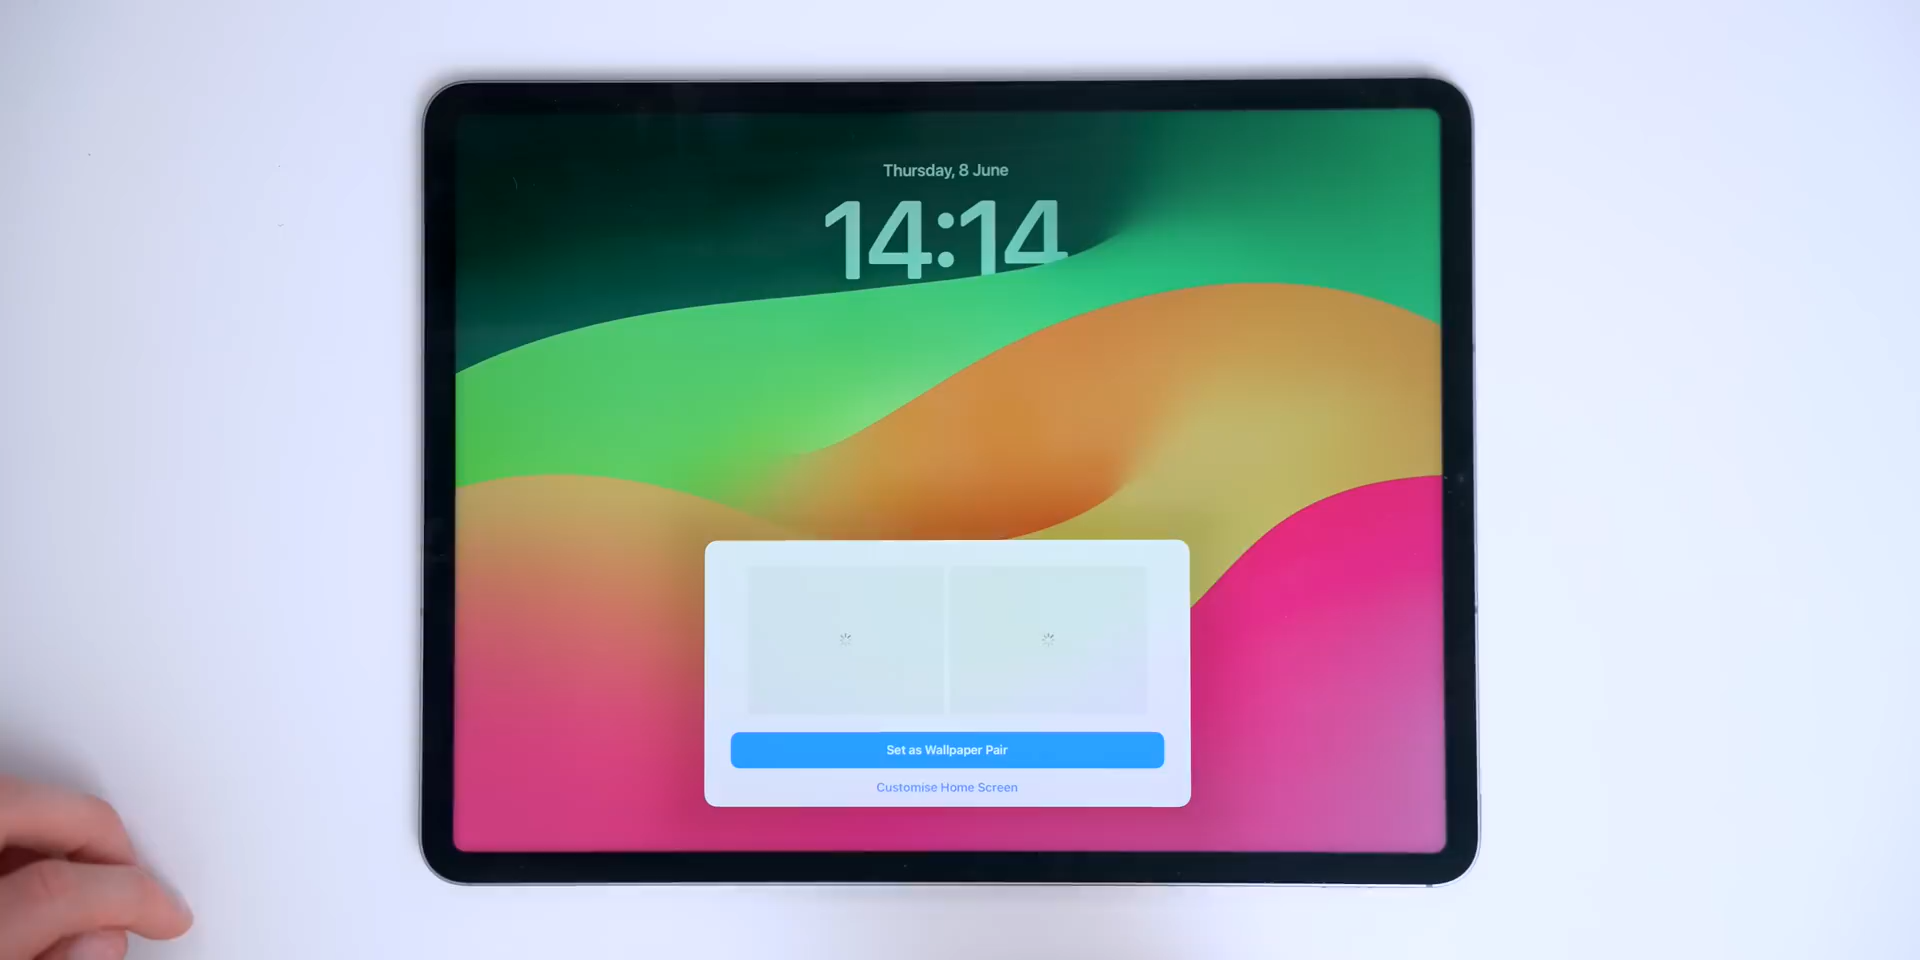 Thursday, 8 June
14:14
Set as Wallpaper Pair
Customise Home Screen